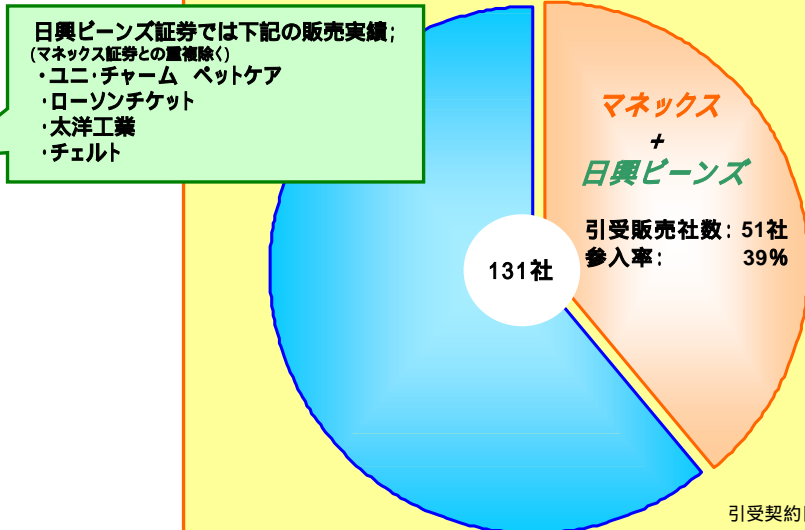 日興ビーンズ証券では下記の販売実績；
(マネックス証券との重複除く)
・ユニ・チャーム ペットケア
・ローソンチケット
・太洋工業
・チェルト
マネックス
+
日興ビーンズ
引受販売社数： 51社
参入率： 39%
131社
引受契約